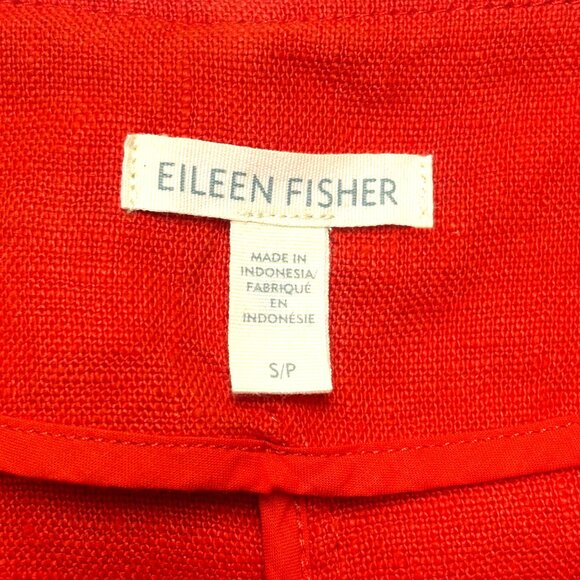 EILEEN FISHER
MADE IN
INDONESIA/
FABRIQUÉ
EN
INDONÉSIE
S/P